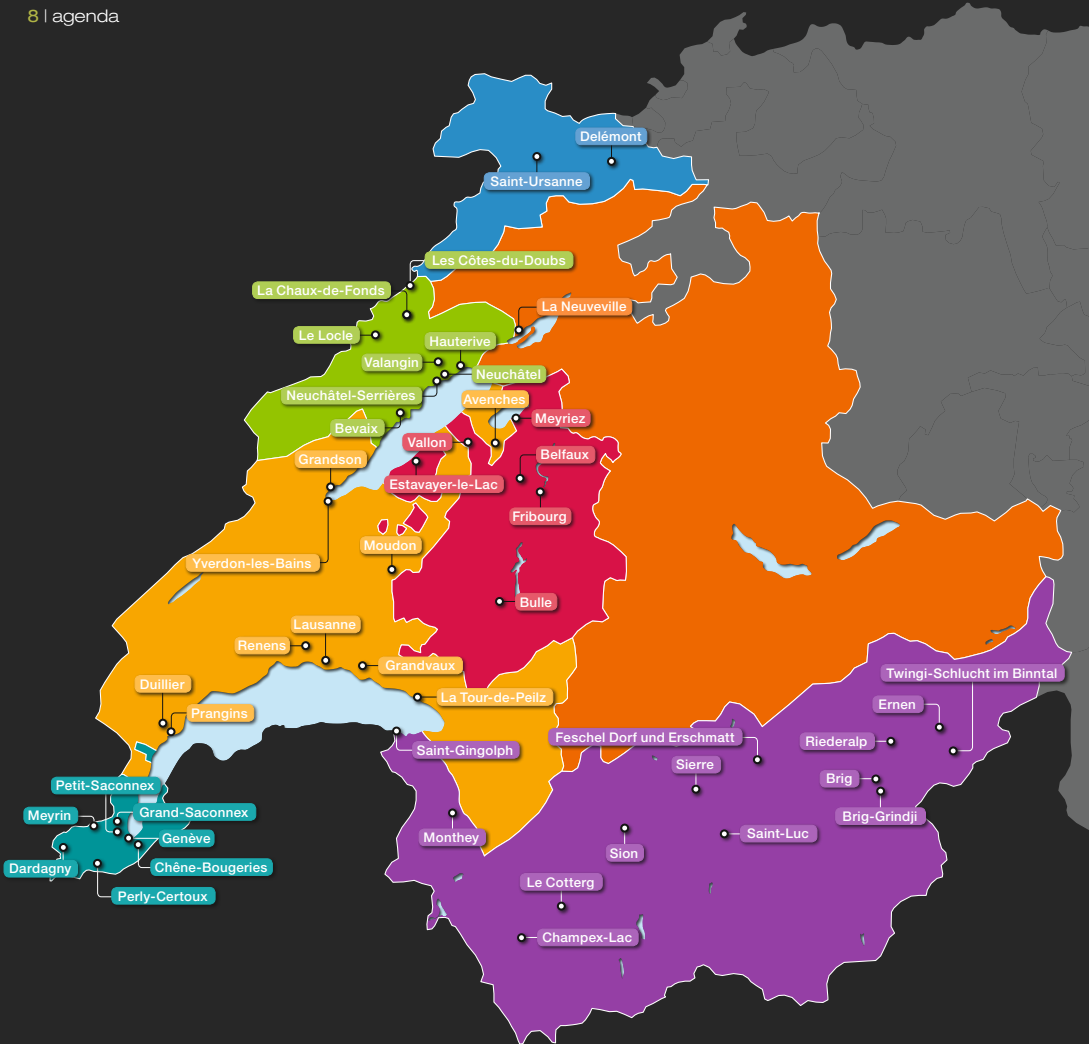 8 | agenda
Delémont
Saint-Ursanne
Les Côtes-du-Doubs
La Chaux-de-Fonds
La Neuveville
Le Locle
Hauterive
Valangin
Neuchâtel
Neuchâtel-Serrières
Avenches
Meyriez
Bevaix
Vallon
Belfaux
Grandson
Estavayer-le-Lac
Fribourg
Moudon
Yverdon-les-Bains
Bulle
Lausanne
Renens
Grandvaux
Twingi-Schlucht im Binntal
Duillier
La Tour-de-Peilz
Ernen
Prangins
Feschel Dorf und Erschmatt
Riederalp
Saint-Gingolph
Sierre
Brig
Petit-Saconnex
Grand-Saconnex
Meyrin
Brig-Grindji
Genève
Monthey
Saint-Luc
Sion
Dardagny
Chêne-Bougeries
Le Cotterg
Perly-Certoux
Champex-Lac